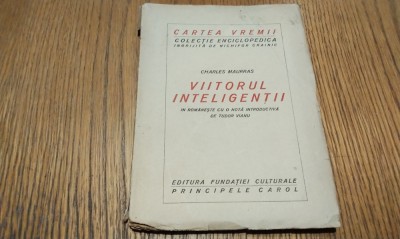 CARTEA VREMII
COLECȚIE ENCICLOPEDICĂ
ÎNGRIJITĂ DE NICHIFOR CRAINIC
CHARLES MAURRAS
VIITORUL
INTELIGENȚII
ÎN ROMÂNEȘTE CU O NOTĂ INTRODUCTIVĂ
DE TUDOR VIANU
EDITURA FUNDAȚIEI CULTURALE
PRINCIPELE CAROL